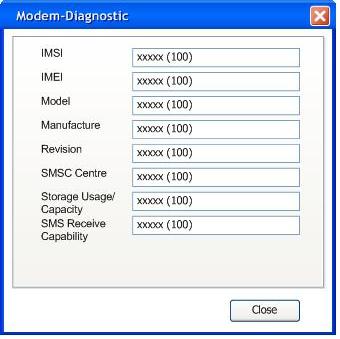 Modem-Diagnostic
IMSI xxxxx (100)
IMEI xxxxx (100)
Model xxxxx (100)
Manufacture xxxxx (100)
Revision xxxxx (100)
SMSC Centre xxxxx (100)
Storage Usage/ xxxxx (100)
Capacity
SMS Receive xxxxx (100)
Capability
Close